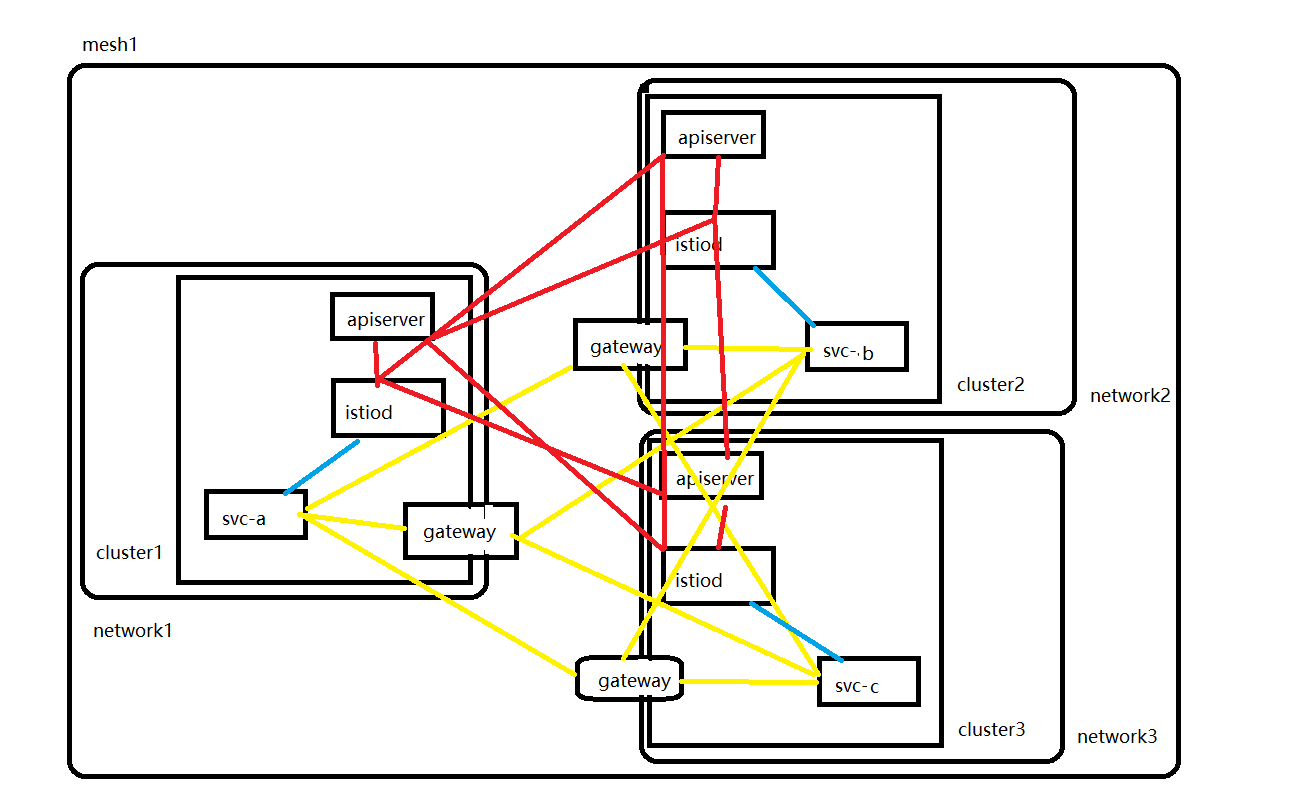 mesh1
apiserver
istiod
gateway
svc-b
cluster2
network2
apiserver
istiod
svc-a
gateway
cluster1
network1
apiserver
istiod
gateway
svc-c
cluster3
network3